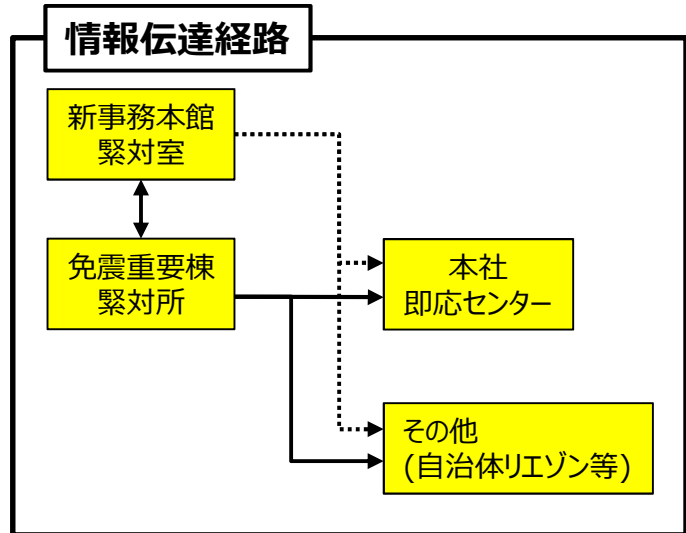 情報伝達経路
新事務本館
緊対室
免震重要棟
緊対所
本社
即応センター
その他
(自治体リエゾン等)